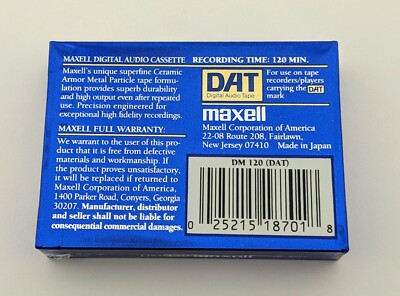 MAXELL DIGITAL AUDIO CASSETTE
Maxell's unique superfine Ceramic
Armor Metal Particle tape formu-
lation provides superb durability
and high output even after repeated
use. Precision engineered for
exceptional high fidelity recordings.
MAXELL FULL WARRANTY:
We warrant to the user of this pro-
duct that it is free from defective
materials and workmanship. If
the product proves unsatisfactory,
it will be replaced if returned to
Maxell Corporation of America,
1400 Parker Road, Conyers, Georgia
30207. Manufacturer, distributor
and seller shall not be liable for
consequential commercial damages.
RECORDING TIME: 120 MIN.
DAT
Digital Audio Tape
For use on tape
recorders/players
carrying the DAT
mark
maxell
Maxell Corporation of America
22-08 Route 208, Fairlawn,
New Jersey 07410 Made in Japan
DM 120 (DAT)
0 25215 18701 8
maxell